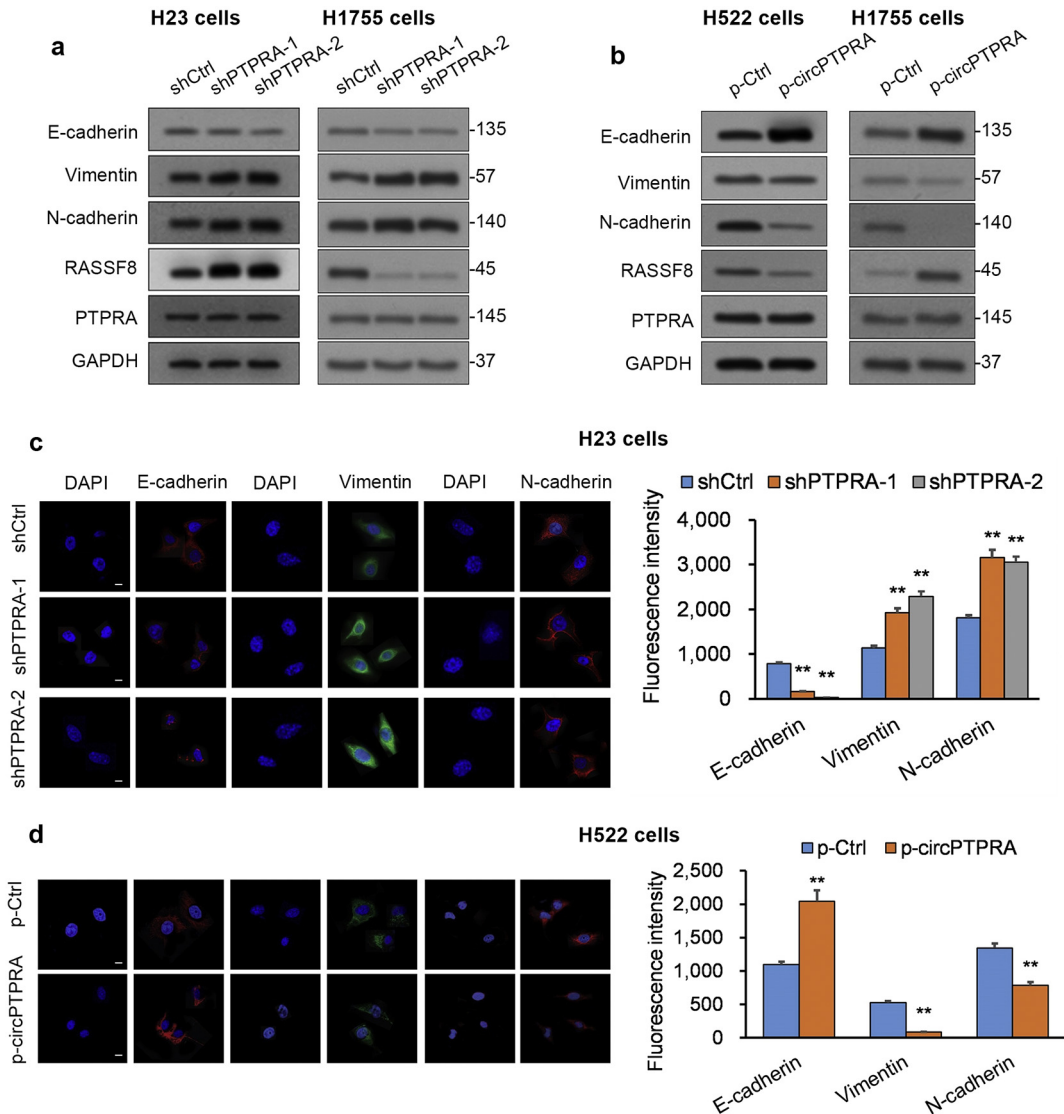 H23 cells H1755 cells
a
shCtrl shPTPRA-1 shPTPRA-2 shCtrl shPTPRA-1 shPTPRA-2
E-cadherin -135
Vimentin -57
N-cadherin -140
RASSF8 -45
PTPRA -145
GAPDH -37
H522 cells H1755 cells
b
p-Ctrl p-circPTPRA p-Ctrl p-circPTPRA
E-cadherin -135
Vimentin -57
N-cadherin -140
RASSF8 -45
PTPRA -145
GAPDH -37
c
H23 cells
DAPI E-cadherin DAPI Vimentin DAPI N-cadherin
shCtrl
shPTPRA-1
shPTPRA-2
shCtrl shPTPRA-1 shPTPRA-2
Fluorescence intensity
4,000
3,000
2,000
1,000
0
** ** ** ** ** **
E-cadherin Vimentin N-cadherin
d
H522 cells
p-Ctrl
p-circPTPRA
p-Ctrl p-circPTPRA
Fluorescence intensity
2,500
2,000
1,500
1,000
500
0
** ** **
E-cadherin Vimentin N-cadherin